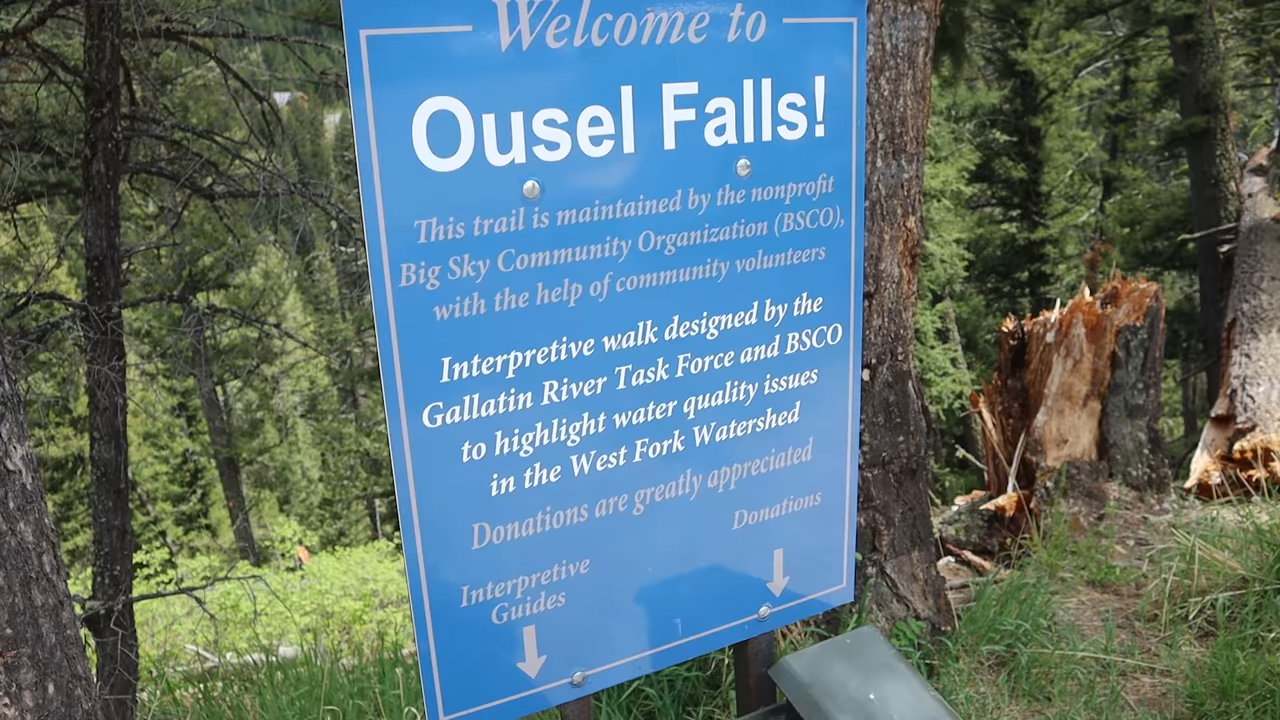 Welcome to
Ousel Falls!
This trail is maintained by the nonprofit
Big Sky Community Organization (BSCO),
with the help of community volunteers
Interpretive walk designed by the
Gallatin River Task Force and BSCO
to highlight water quality issues
in the West Fork Watershed
Donations are greatly appreciated
Donations
Interpretive
Guides